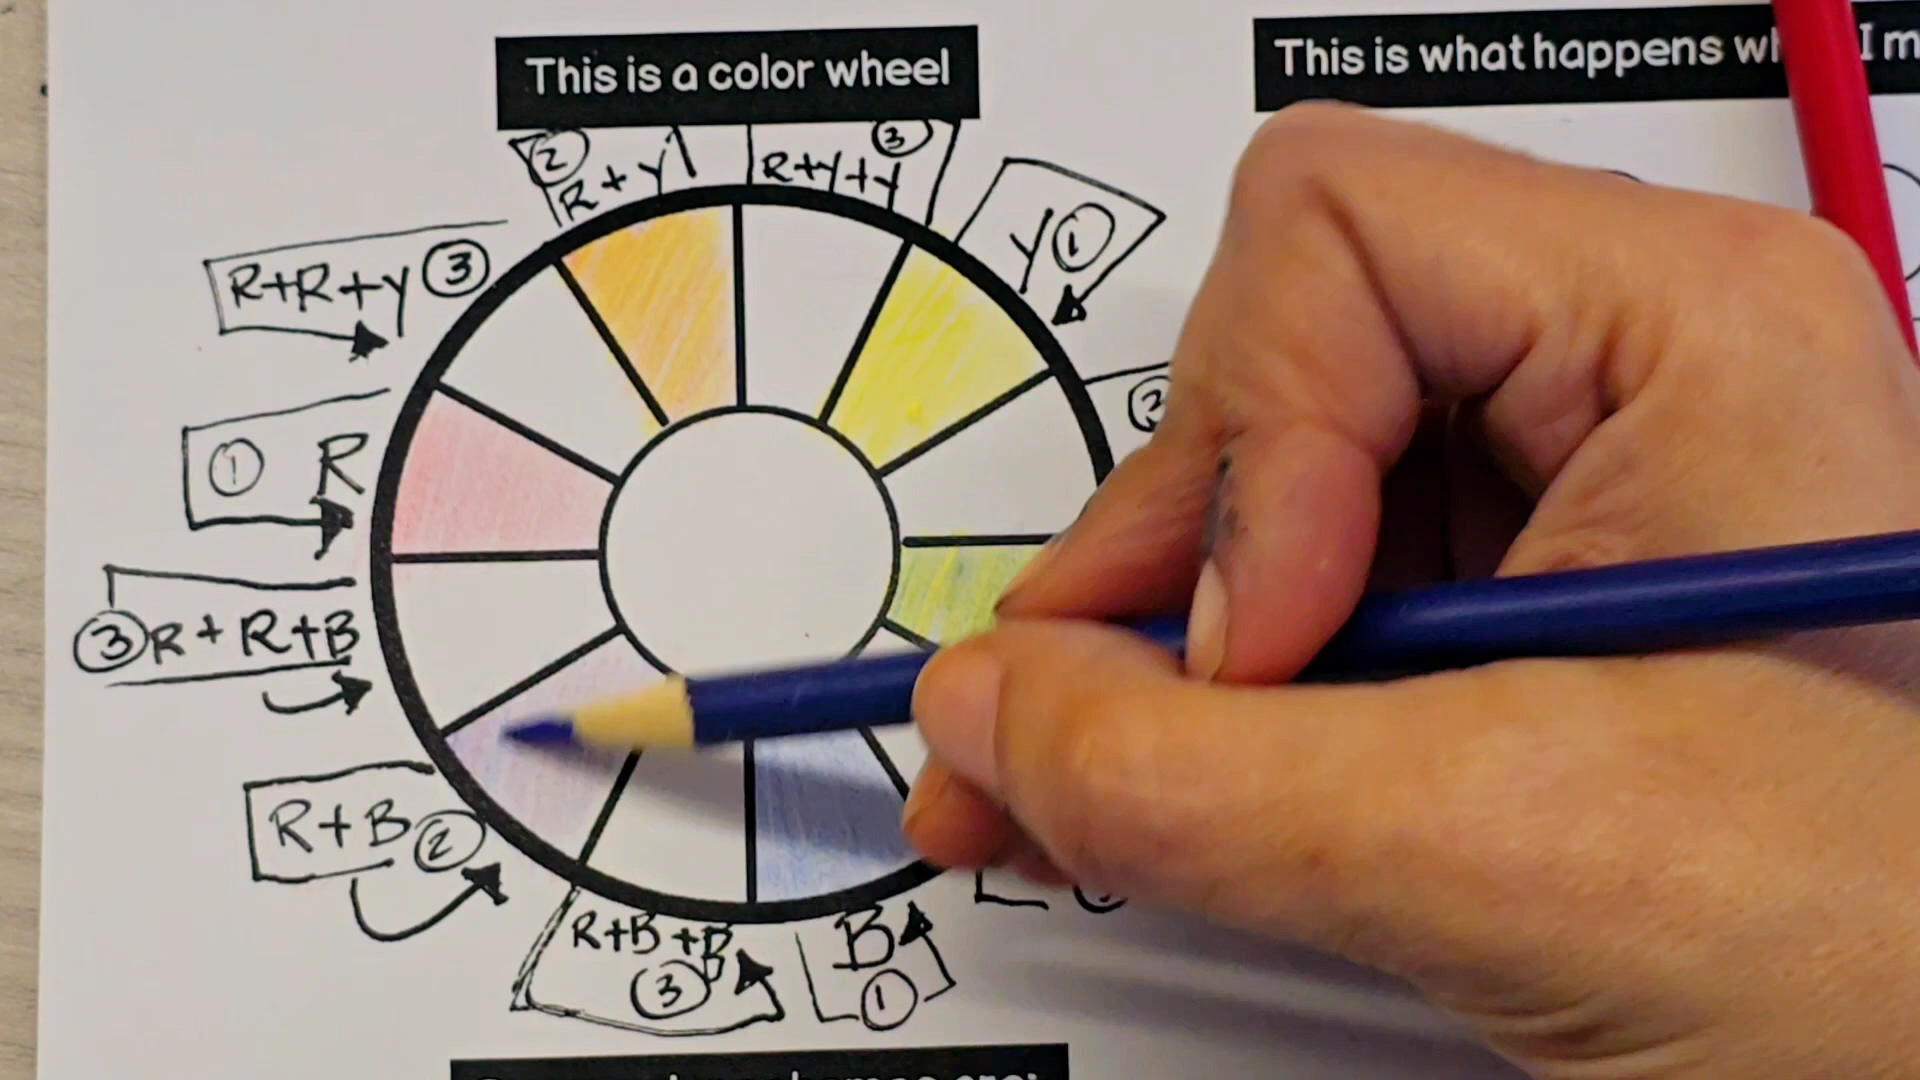 This is a color wheel
This is what happens wh I m
② R + Y
R+Y+Y ③
Y ①
R+R+Y ③
① R
③ R + R + B
R + B ②
R+B+B ③
B ①